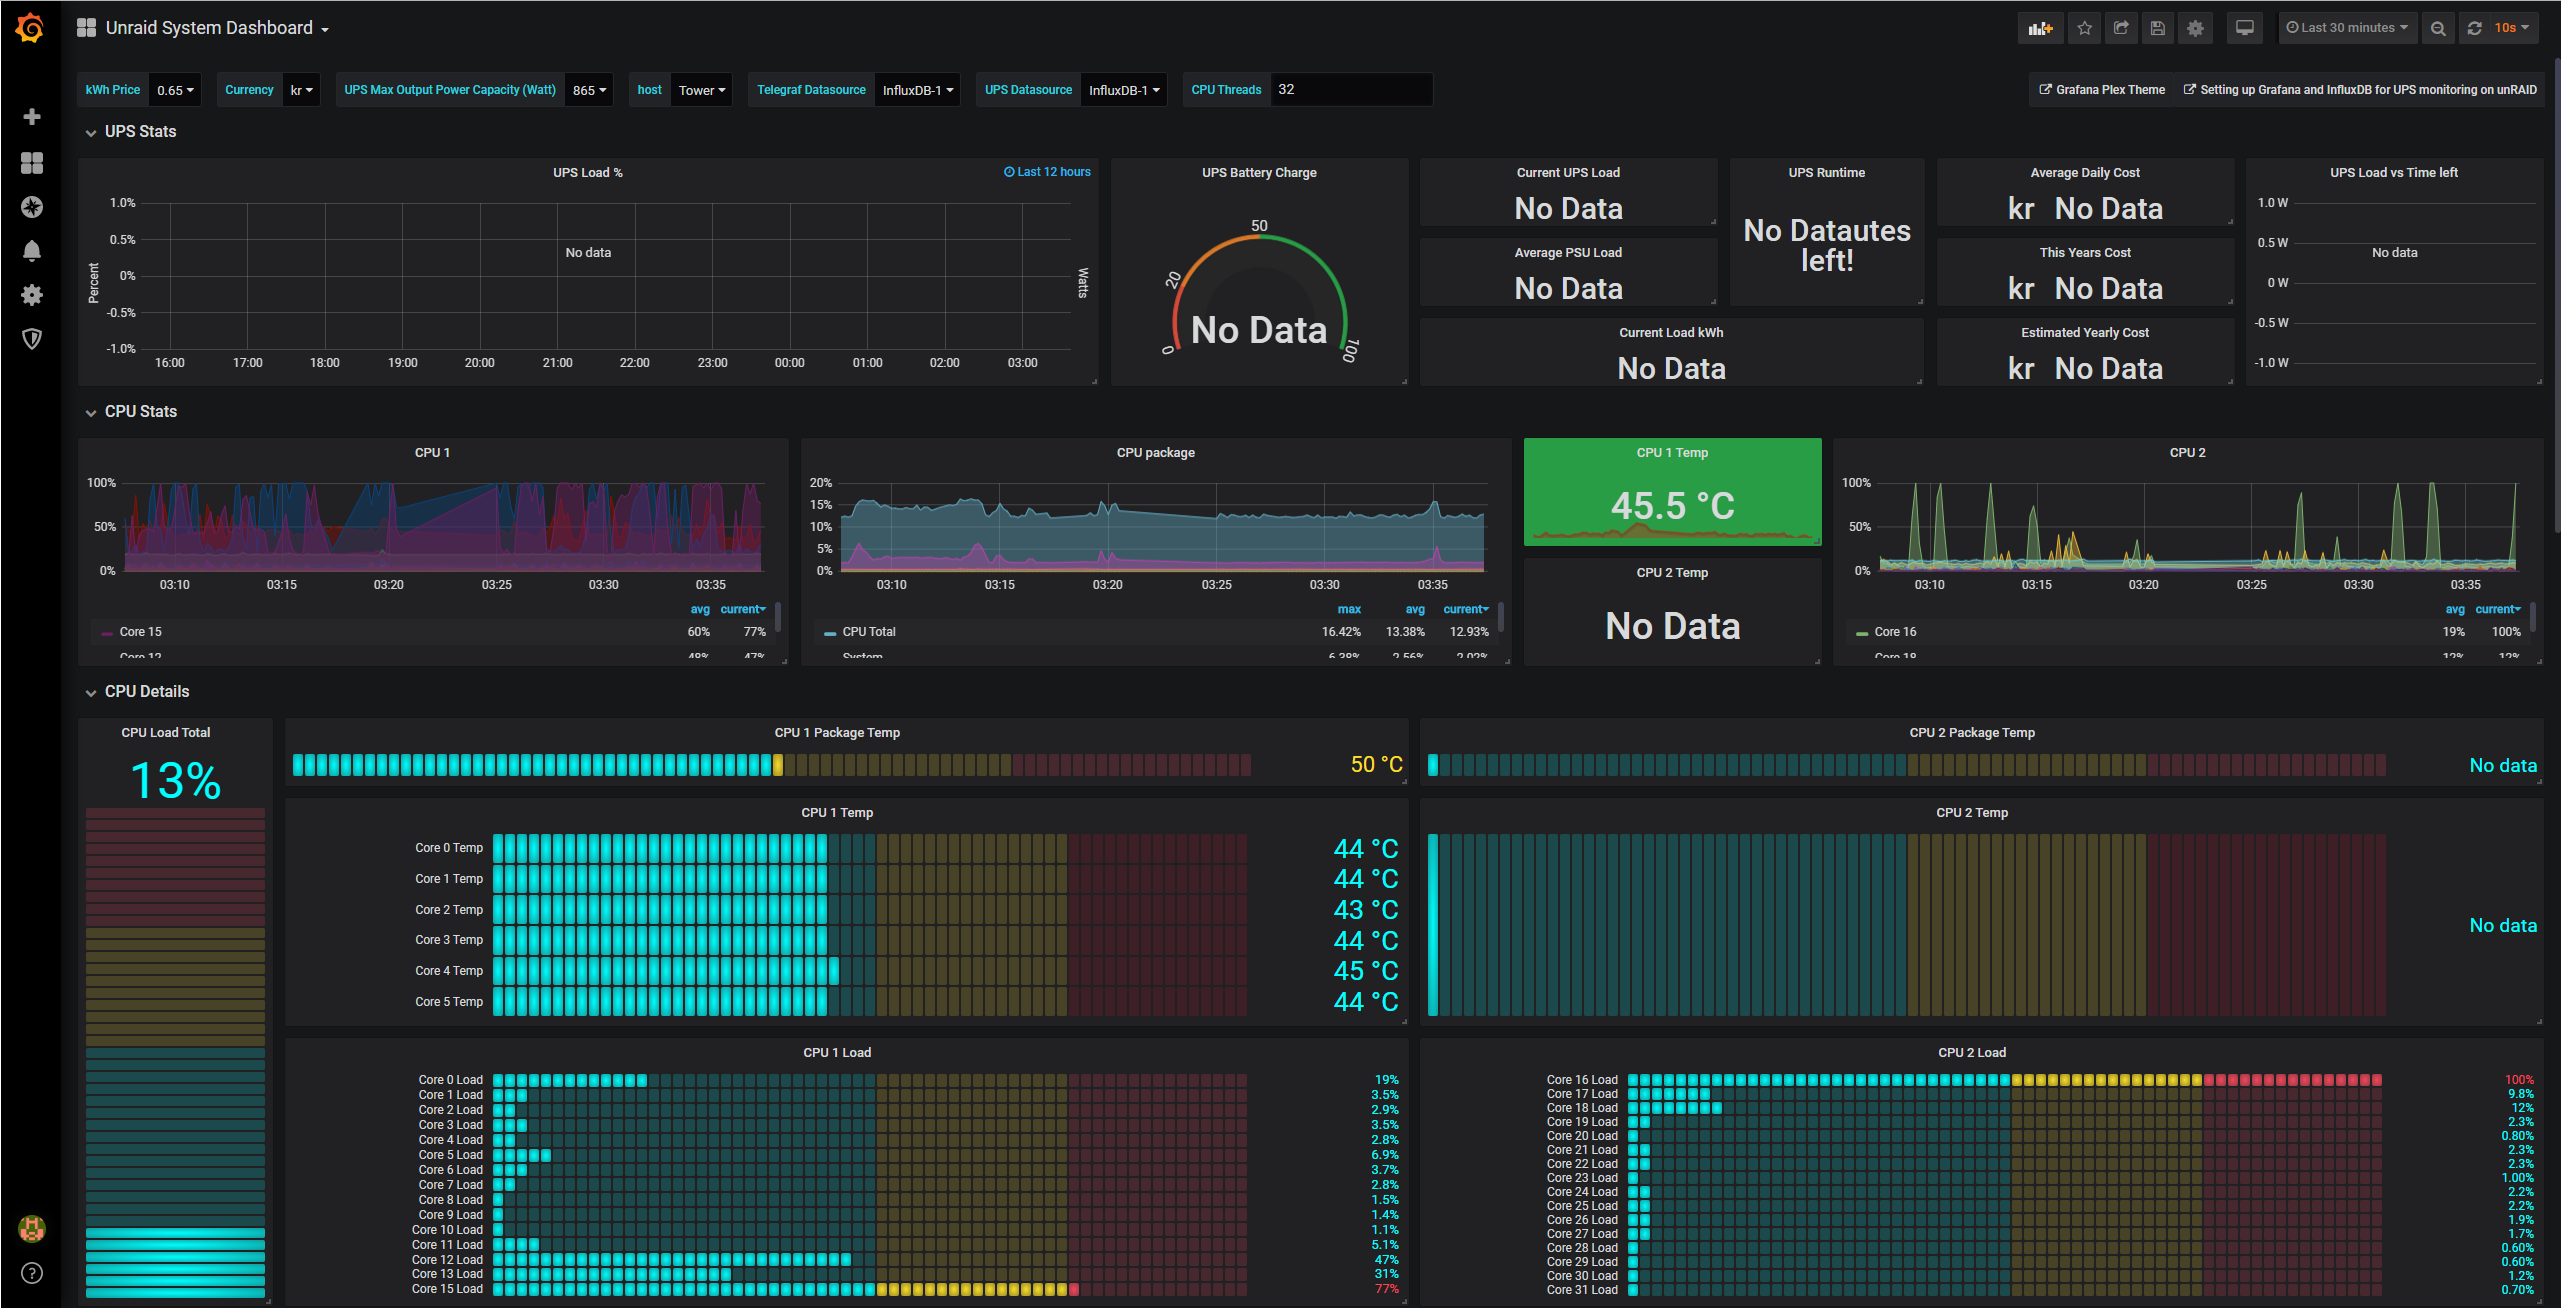 Unraid System Dashboard
Last 30 minutes
10s
kWh Price 0.65
Currency kr
UPS Max Output Power Capacity (Watt) 865
host Tower
Telegraf Datasource InfluxDB-1
UPS Datasource InfluxDB-1
CPU Threads 32
Grafana Plex Theme
Setting up Grafana and InfluxDB for UPS monitoring on unRAID
UPS Stats
UPS Load %
Last 12 hours
1.0%
0.5%
0%
-0.5%
-1.0%
Percent
Watts
No data
16:00 17:00 18:00 19:00 20:00 21:00 22:00 23:00 00:00 01:00 02:00 03:00
UPS Battery Charge
0 20 50 100
No Data
Current UPS Load
No Data
Average PSU Load
No Data
Current Load kWh
No Data
UPS Runtime
No Datautes
left!
Average Daily Cost
kr No Data
This Years Cost
kr No Data
Estimated Yearly Cost
kr No Data
UPS Load vs Time left
1.0 W
0.5 W
0 W
-0.5 W
-1.0 W
No data
CPU Stats
CPU 1
100%
50%
0%
03:10 03:15 03:20 03:25 03:30 03:35
avg current
Core 15 60% 77%
Core 12 48% 47%
CPU package
20%
15%
10%
5%
0%
03:10 03:15 03:20 03:25 03:30 03:35
max avg current
CPU Total 16.42% 13.38% 12.93%
System 6.38% 2.56% 2.02%
CPU 1 Temp
45.5 °C
CPU 2 Temp
No Data
CPU 2
100%
50%
0%
03:10 03:15 03:20 03:25 03:30 03:35
avg current
Core 16 19% 100%
Core 18 12% 12%
CPU Details
CPU Load Total
13%
CPU 1 Package Temp
50 °C
CPU 2 Package Temp
No data
CPU 1 Temp
Core 0 Temp 44 °C
Core 1 Temp 44 °C
Core 2 Temp 43 °C
Core 3 Temp 44 °C
Core 4 Temp 45 °C
Core 5 Temp 44 °C
CPU 2 Temp
No data
CPU 1 Load
Core 0 Load 19%
Core 1 Load 3.5%
Core 2 Load 2.9%
Core 3 Load 3.5%
Core 4 Load 2.8%
Core 5 Load 6.9%
Core 6 Load 3.7%
Core 7 Load 2.8%
Core 8 Load 1.5%
Core 9 Load 1.4%
Core 10 Load 1.1%
Core 11 Load 5.1%
Core 12 Load 47%
Core 13 Load 31%
Core 15 Load 77%
CPU 2 Load
Core 16 Load 100%
Core 17 Load 9.8%
Core 18 Load 12%
Core 19 Load 2.3%
Core 20 Load 0.80%
Core 21 Load 2.3%
Core 22 Load 2.3%
Core 23 Load 1.00%
Core 24 Load 2.2%
Core 25 Load 2.2%
Core 26 Load 1.9%
Core 27 Load 1.7%
Core 28 Load 0.60%
Core 29 Load 0.60%
Core 30 Load 1.2%
Core 31 Load 0.70%